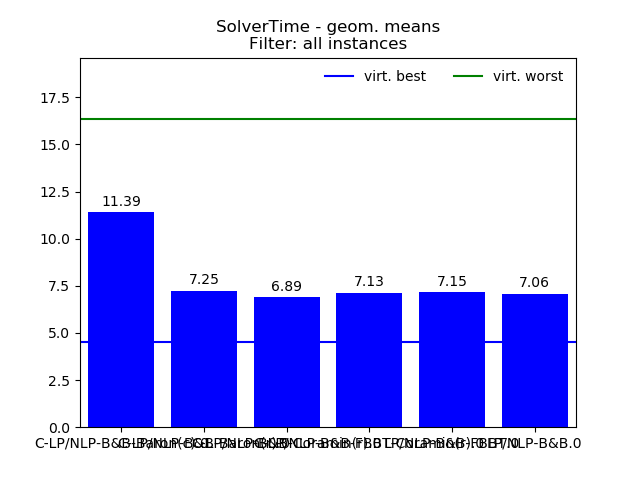 SolverTime - geom. means
Filter: all instances
virt. best
virt. worst
17.5
15.0
12.5
10.0
7.5
5.0
2.5
0.0
11.39
7.25
6.89
7.13
7.15
7.06
C-LP/NLP-B&B
LP/NLP-B&B.0